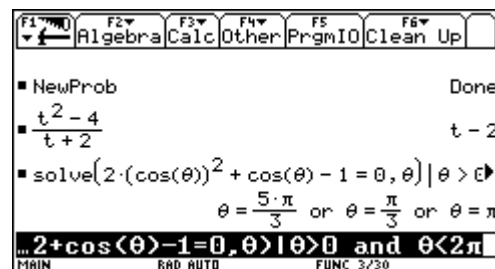 F1 F2 Algebra F3 Calc F4 Other F5 PrgmIO F6 Clean Up
▪ NewProb Done
▪ (t² - 4)/(t + 2) t - 2
▪ solve(2·(cos(θ))² + cos(θ) - 1 = 0, θ) | θ > 0▶
θ = 5·π/3 or θ = π/3 or θ = π
…2+cos(θ)-1=0,θ)|θ>0 and θ<2π
MAIN RAD AUTO FUNC 3/30